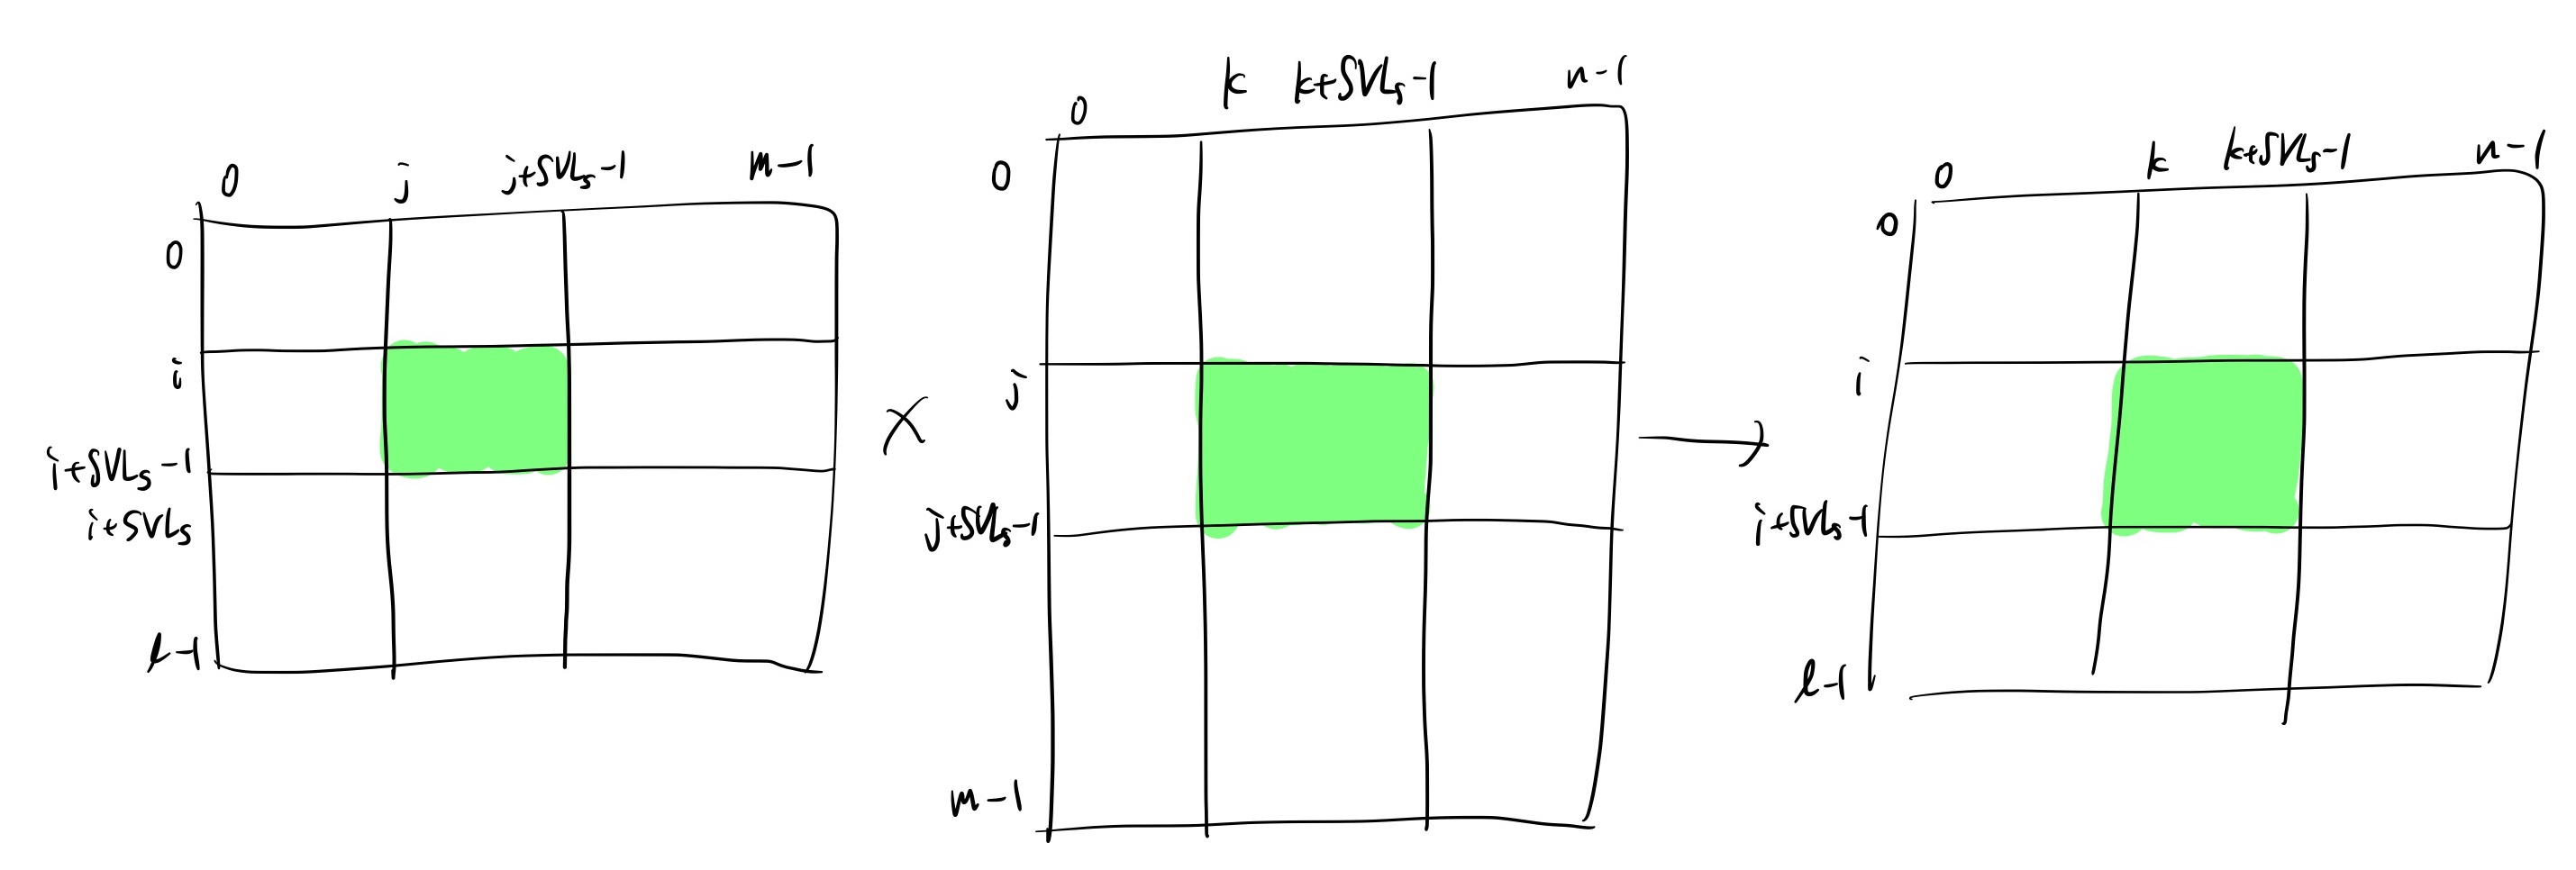 0 j j+SVLs-1 m-1
0
i
i+SVLs-1
i+SVLs
l-1
×
0 k k+SVLs-1 n-1
0
j
j+SVLs-1
m-1
→
0 k k+SVLs-1 n-1
0
i
i+SVLs-1
l-1